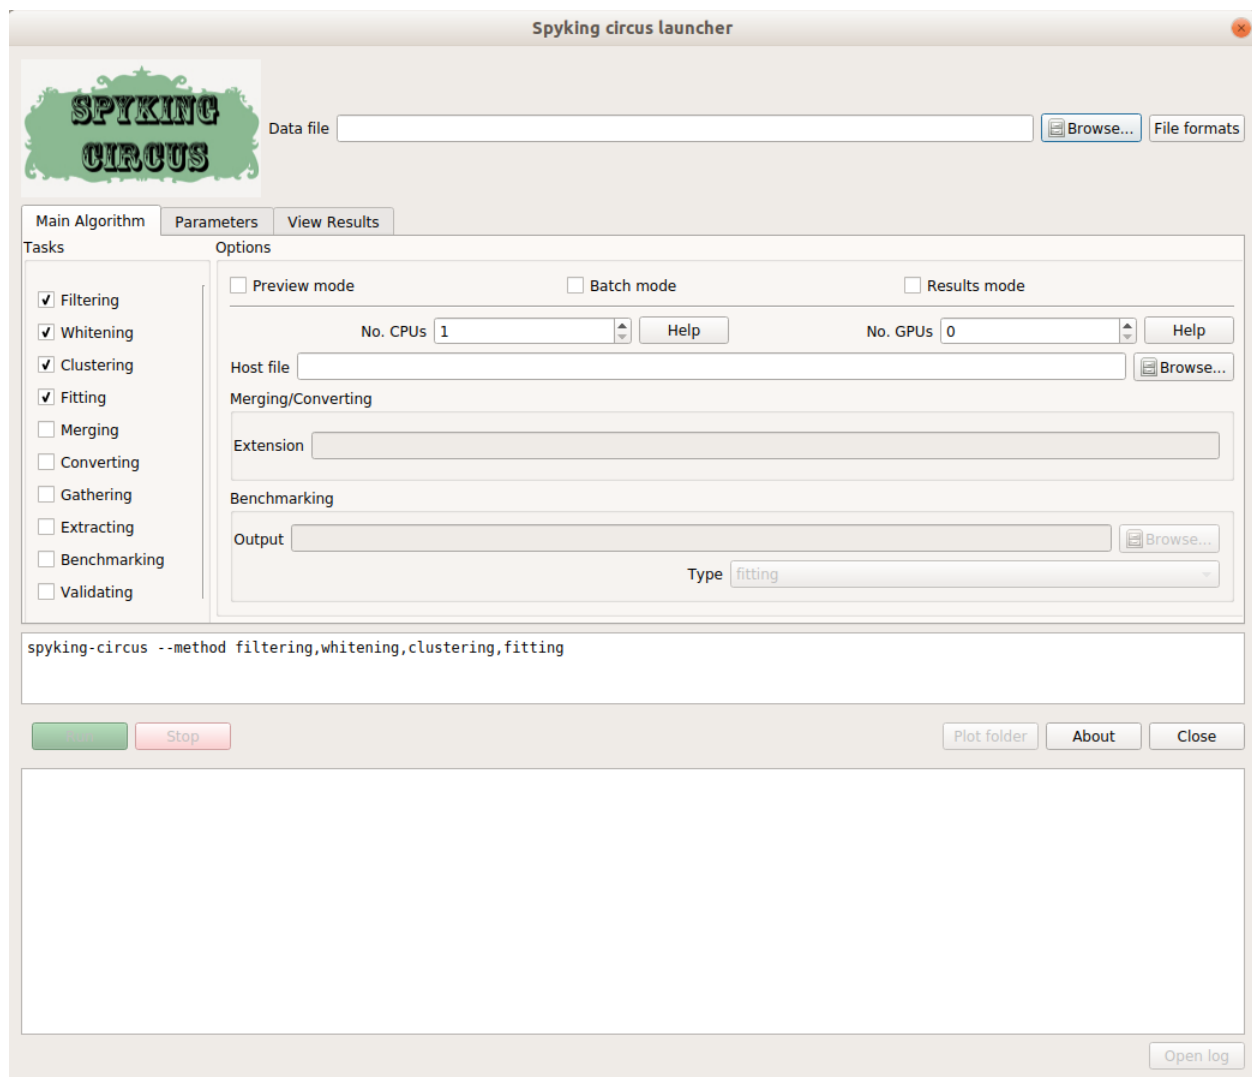 Spyking circus launcher
SPYKING
CIRCUS
Data file
Browse...
File formats
Main Algorithm
Parameters
View Results
Tasks
Options
Filtering
Whitening
Clustering
Fitting
Merging
Converting
Gathering
Extracting
Benchmarking
Validating
Preview mode
Batch mode
Results mode
No. CPUs 1
Help
No. GPUs 0
Help
Host file
Browse...
Merging/Converting
Extension
Benchmarking
Output
Browse...
Type fitting
spyking-circus --method filtering,whitening,clustering,fitting
Stop
Plot folder
About
Close
Open log